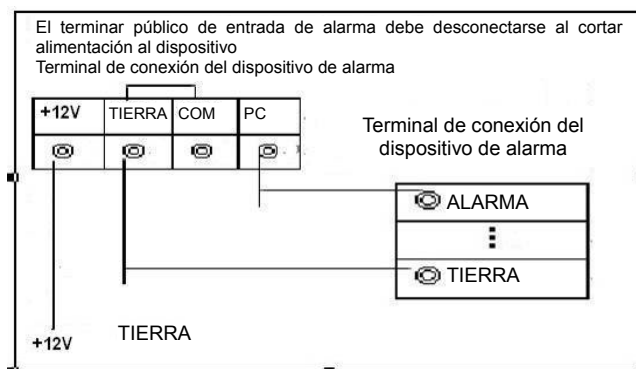 El terminar público de entrada de alarma debe desconectarse al cortar
alimentación al dispositivo
Terminal de conexión del dispositivo de alarma
+12V TIERRA COM PC
Terminal de conexión del
dispositivo de alarma
ALARMA
TIERRA
+12V TIERRA